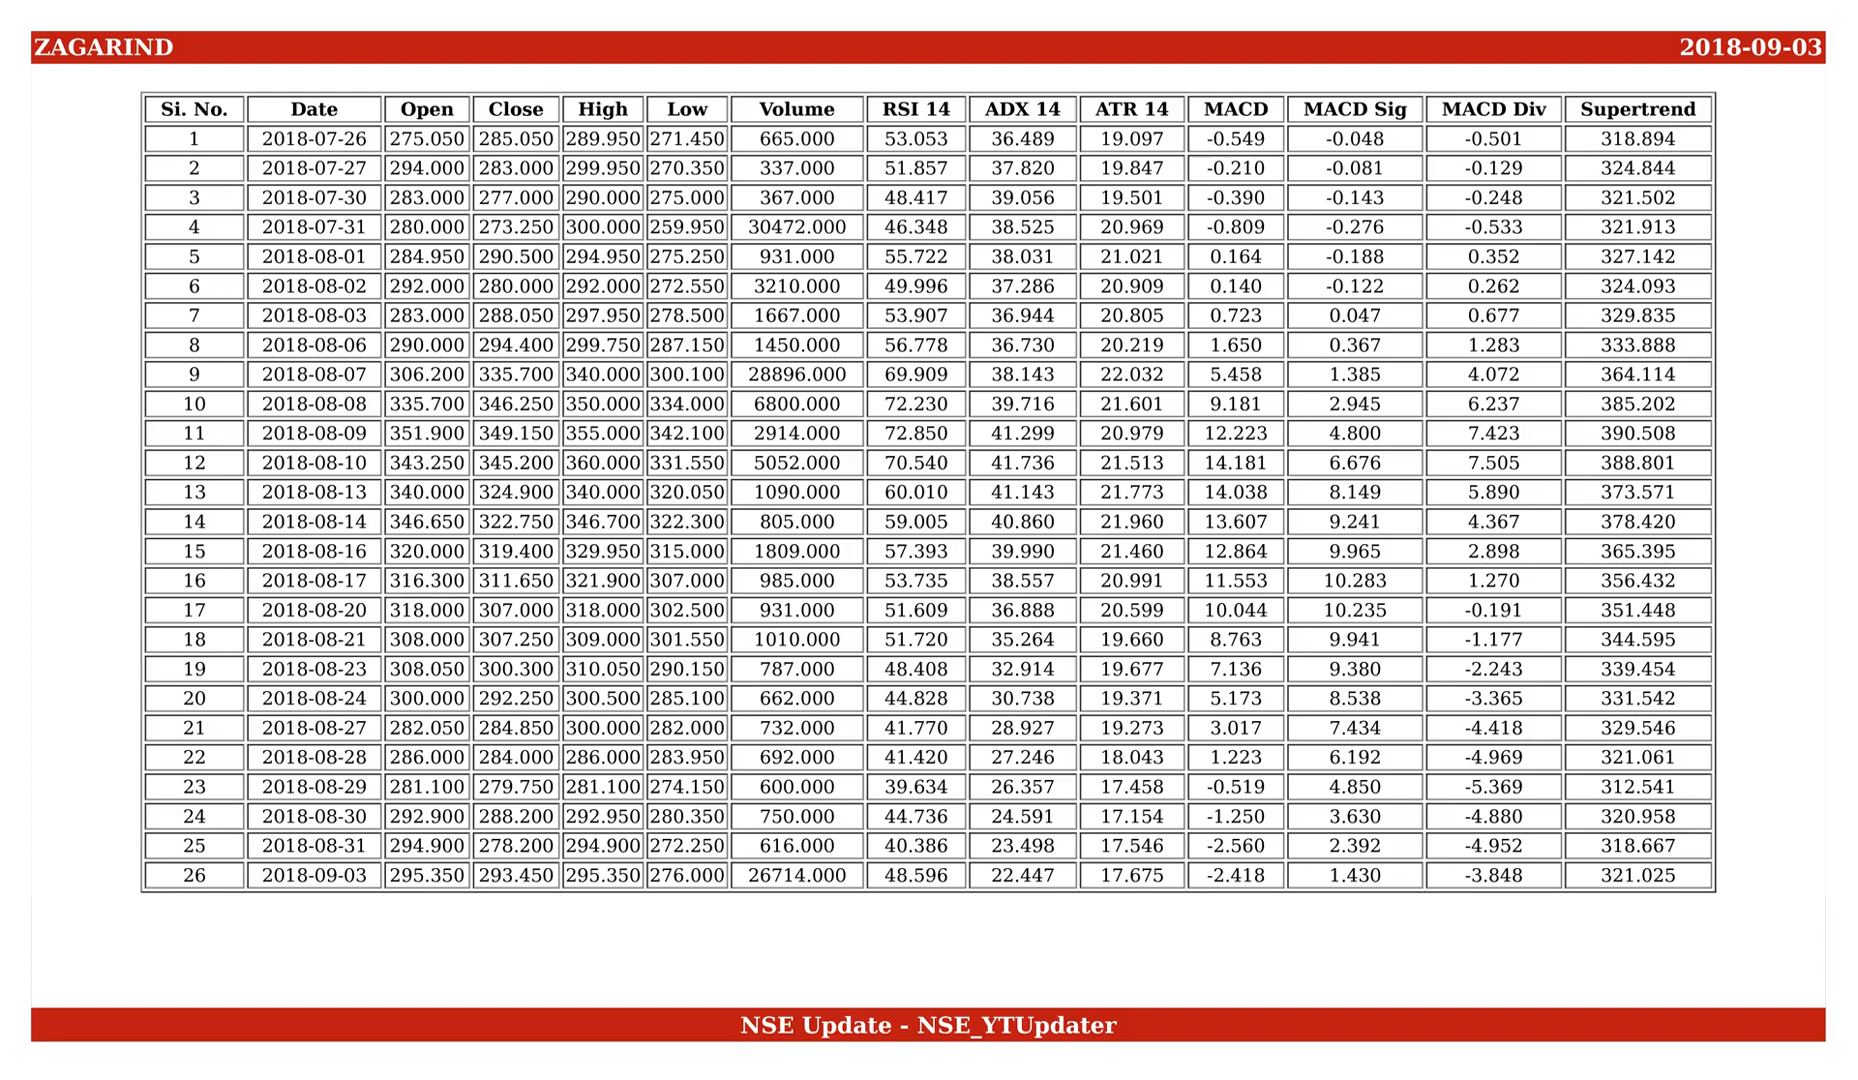 ZAGARIND 2018-09-03
Si. No. Date Open Close High Low Volume RSI 14 ADX 14 ATR 14 MACD MACD Sig MACD Div Supertrend
1 2018-07-26 275.050 285.050 289.950 271.450 665.000 53.053 36.489 19.097 -0.549 -0.048 -0.501 318.894
2 2018-07-27 294.000 283.000 299.950 270.350 337.000 51.857 37.820 19.847 -0.210 -0.081 -0.129 324.844
3 2018-07-30 283.000 277.000 290.000 275.000 367.000 48.417 39.056 19.501 -0.390 -0.143 -0.248 321.502
4 2018-07-31 280.000 273.250 300.000 259.950 30472.000 46.348 38.525 20.969 -0.809 -0.276 -0.533 321.913
5 2018-08-01 284.950 290.500 294.950 275.250 931.000 55.722 38.031 21.021 0.164 -0.188 0.352 327.142
6 2018-08-02 292.000 280.000 292.000 272.550 3210.000 49.996 37.286 20.909 0.140 -0.122 0.262 324.093
7 2018-08-03 283.000 288.050 297.950 278.500 1667.000 53.907 36.944 20.805 0.723 0.047 0.677 329.835
8 2018-08-06 290.000 294.400 299.750 287.150 1450.000 56.778 36.730 20.219 1.650 0.367 1.283 333.888
9 2018-08-07 306.200 335.700 340.000 300.100 28896.000 69.909 38.143 22.032 5.458 1.385 4.072 364.114
10 2018-08-08 335.700 346.250 350.000 334.000 6800.000 72.230 39.716 21.601 9.181 2.945 6.237 385.202
11 2018-08-09 351.900 349.150 355.000 342.100 2914.000 72.850 41.299 20.979 12.223 4.800 7.423 390.508
12 2018-08-10 343.250 345.200 360.000 331.550 5052.000 70.540 41.736 21.513 14.181 6.676 7.505 388.801
13 2018-08-13 340.000 324.900 340.000 320.050 1090.000 60.010 41.143 21.773 14.038 8.149 5.890 373.571
14 2018-08-14 346.650 322.750 346.700 322.300 805.000 59.005 40.860 21.960 13.607 9.241 4.367 378.420
15 2018-08-16 320.000 319.400 329.950 315.000 1809.000 57.393 39.990 21.460 12.864 9.965 2.898 365.395
16 2018-08-17 316.300 311.650 321.900 307.000 985.000 53.735 38.557 20.991 11.553 10.283 1.270 356.432
17 2018-08-20 318.000 307.000 318.000 302.500 931.000 51.609 36.888 20.599 10.044 10.235 -0.191 351.448
18 2018-08-21 308.000 307.250 309.000 301.550 1010.000 51.720 35.264 19.660 8.763 9.941 -1.177 344.595
19 2018-08-23 308.050 300.300 310.050 290.150 787.000 48.408 32.914 19.677 7.136 9.380 -2.243 339.454
20 2018-08-24 300.000 292.250 300.500 285.100 662.000 44.828 30.738 19.371 5.173 8.538 -3.365 331.542
21 2018-08-27 282.050 284.850 300.000 282.000 732.000 41.770 28.927 19.273 3.017 7.434 -4.418 329.546
22 2018-08-28 286.000 284.000 286.000 283.950 692.000 41.420 27.246 18.043 1.223 6.192 -4.969 321.061
23 2018-08-29 281.100 279.750 281.100 274.150 600.000 39.634 26.357 17.458 -0.519 4.850 -5.369 312.541
24 2018-08-30 292.900 288.200 292.950 280.350 750.000 44.736 24.591 17.154 -1.250 3.630 -4.880 320.958
25 2018-08-31 294.900 278.200 294.900 272.250 616.000 40.386 23.498 17.546 -2.560 2.392 -4.952 318.667
26 2018-09-03 295.350 293.450 295.350 276.000 26714.000 48.596 22.447 17.675 -2.418 1.430 -3.848 321.025
NSE Update - NSE_YTUpdater